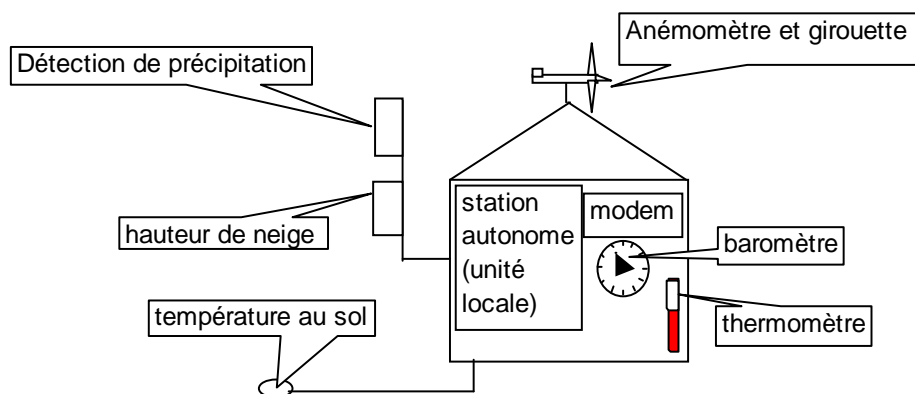 Anémomètre et girouette
Détection de précipitation
station
autonome
(unité
locale)
modem
hauteur de neige
baromètre
température au sol
thermomètre